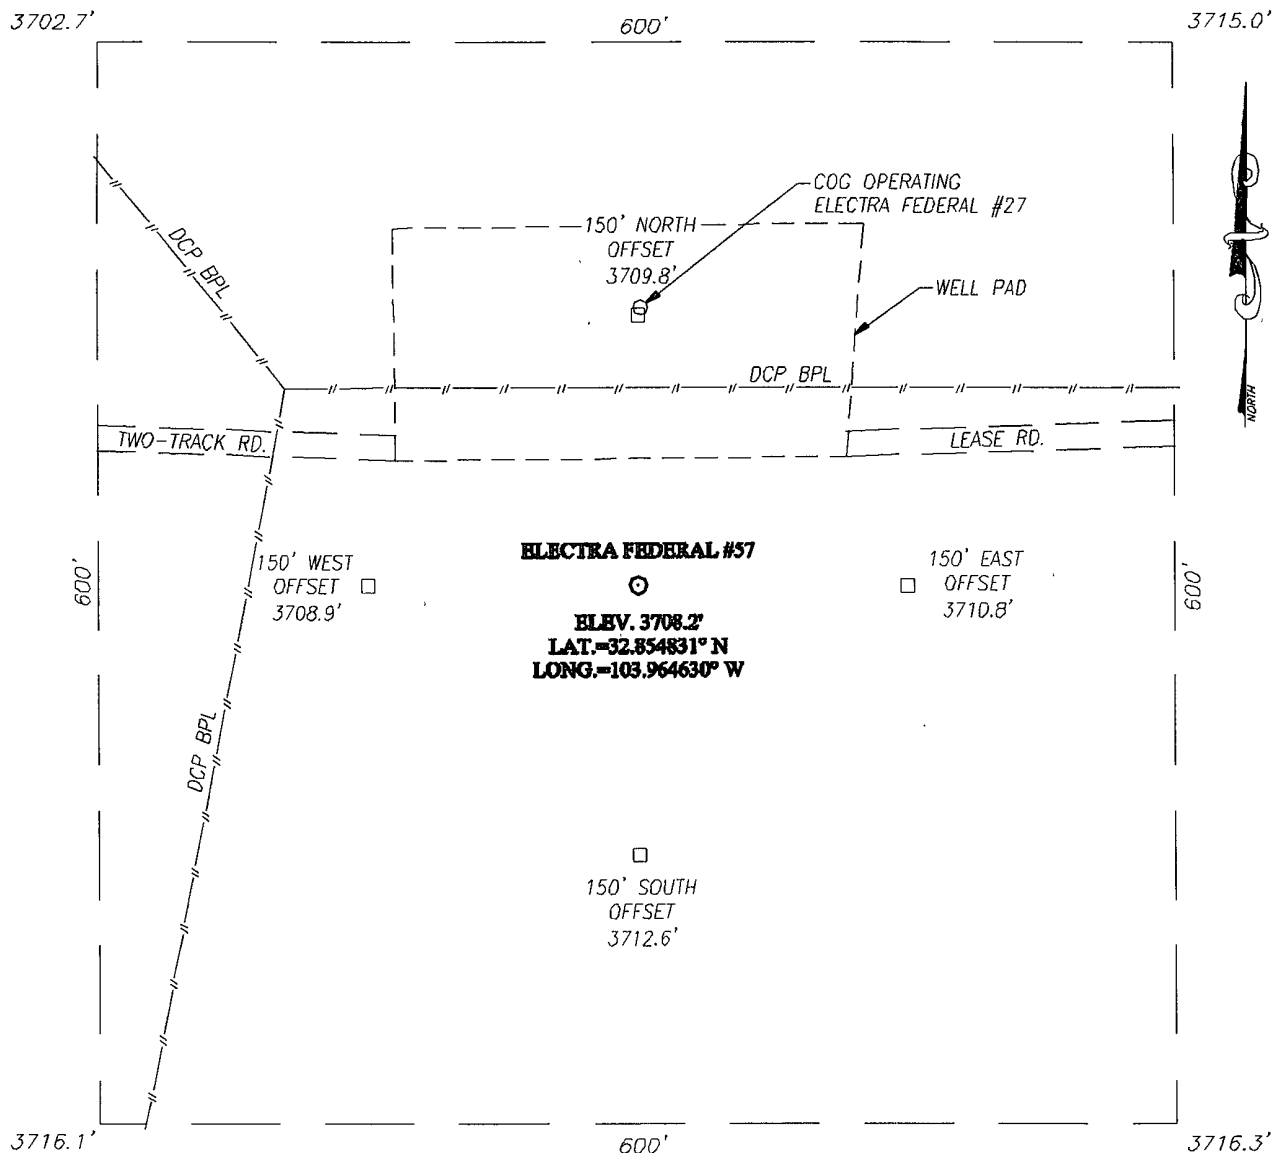 3702.7'
600'
3715.0'
COG OPERATING
ELECTRA FEDERAL #27
150' NORTH
OFFSET
3709.8'
WELL PAD
DCP BPL
DCP BPL
NORTH
TWO-TRACK RD.
LEASE RD.
ELECTRA FEDERAL #57
150' WEST
OFFSET
3708.9'
150' EAST
OFFSET
3710.8'
600'
600'
ELEV. 3708.2'
LAT.=32.854831° N
LONG.=103.964630° W
DCP BPL
150' SOUTH
OFFSET
3712.6'
3716.1'
600'
3716.3'